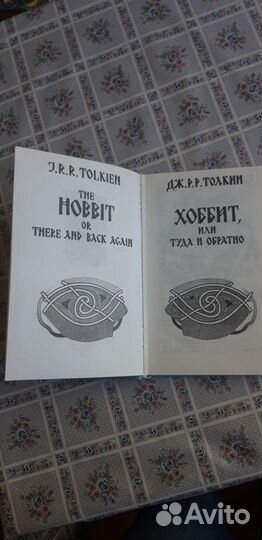 J.R.R.TOLKIEN
THE
HOBBIT
OR
THERE AND BACK AGAIN
ДЖ.Р.Р.ТОЛКИН
ХОББИТ,
ИЛИ
ТУДА И ОБРАТНО
Avito